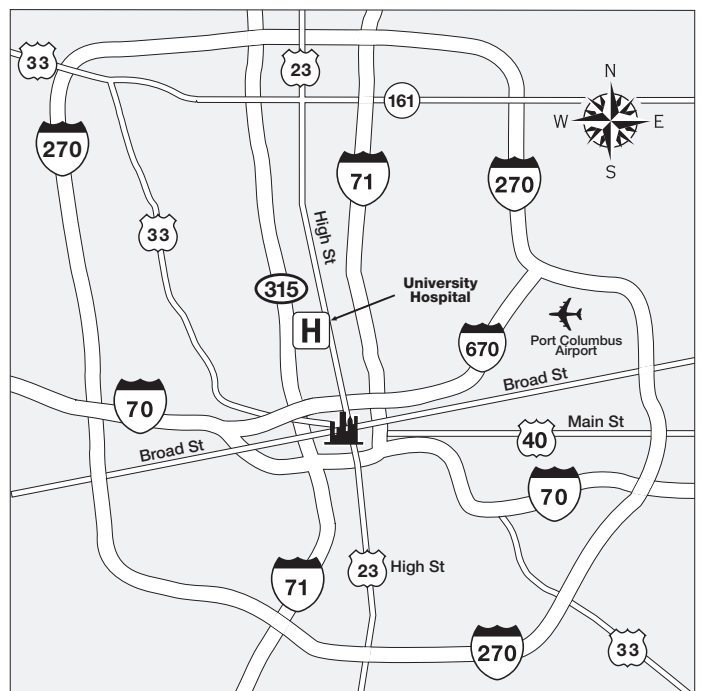 33
23
161
N
W
E
S
270
71
270
33
High St
315
University
Hospital
H
670
Port Columbus
Airport
Broad St
70
Main St
40
Broad St
70
23
High St
71
270
33